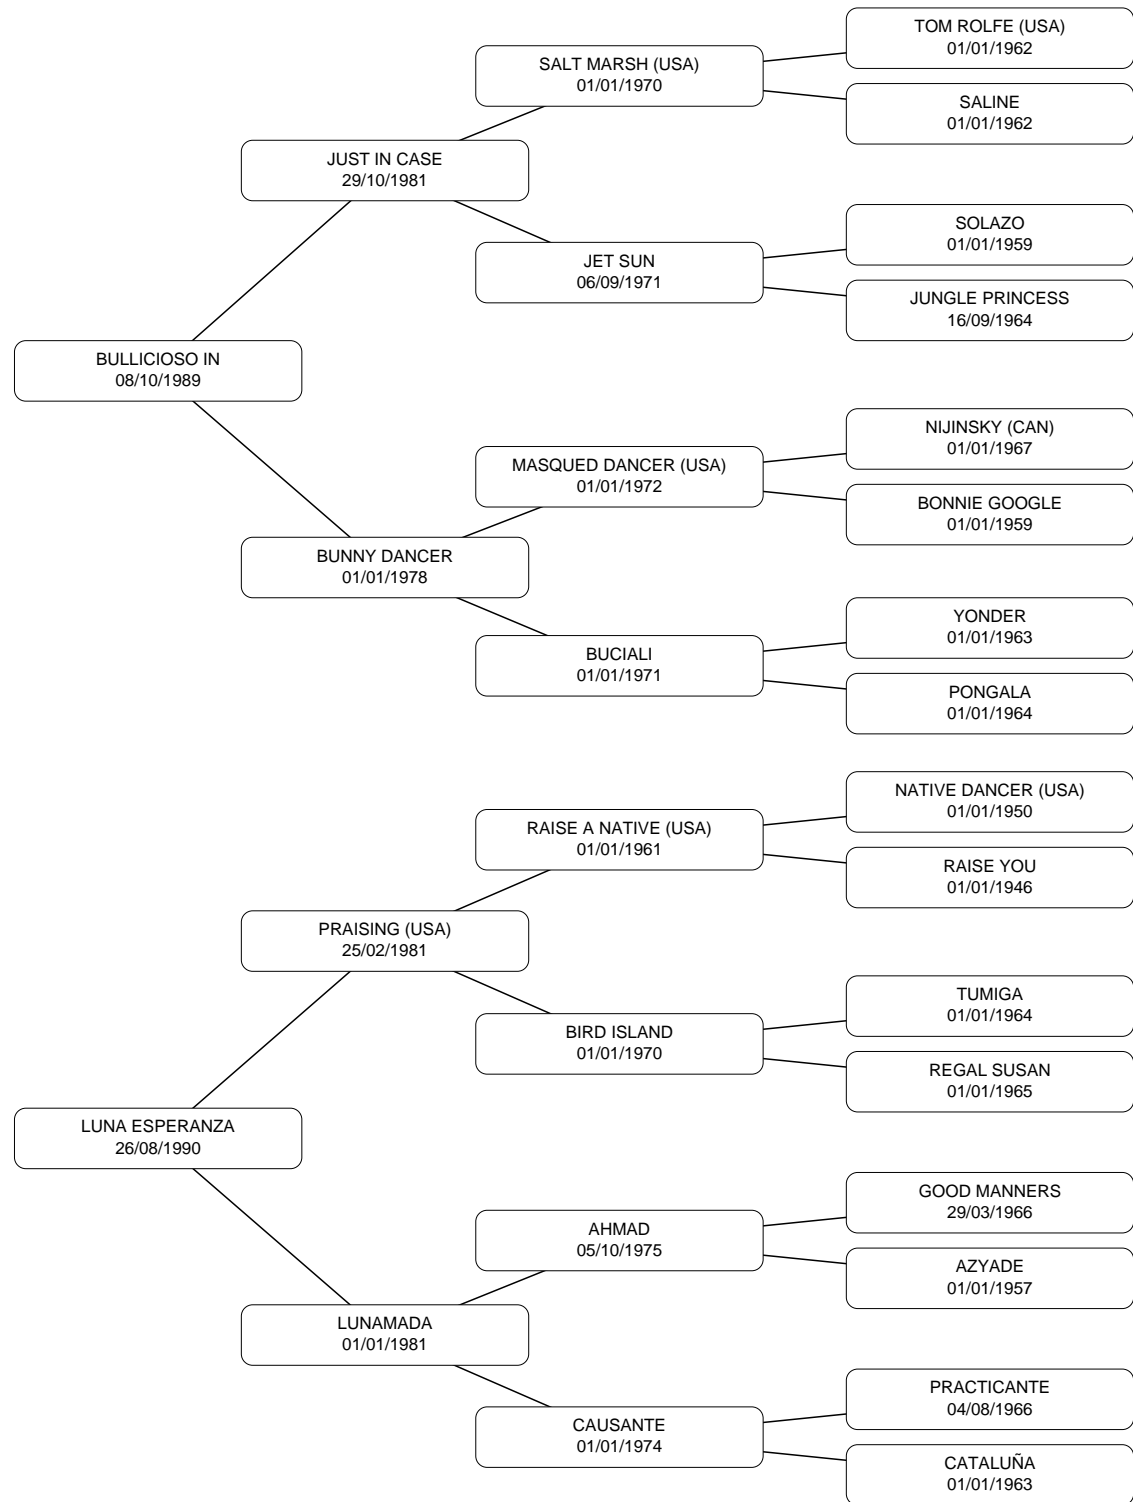 TOM ROLFE (USA)
01/01/1962
SALT MARSH (USA)
01/01/1970
SALINE
01/01/1962
JUST IN CASE
29/10/1981
SOLAZO
01/01/1959
JET SUN
06/09/1971
JUNGLE PRINCESS
16/09/1964
BULLICIOSO IN
08/10/1989
NIJINSKY (CAN)
01/01/1967
MASQUED DANCER (USA)
01/01/1972
BONNIE GOOGLE
01/01/1959
BUNNY DANCER
01/01/1978
YONDER
01/01/1963
BUCIALI
01/01/1971
PONGALA
01/01/1964
NATIVE DANCER (USA)
01/01/1950
RAISE A NATIVE (USA)
01/01/1961
RAISE YOU
01/01/1946
PRAISING (USA)
25/02/1981
TUMIGA
01/01/1964
BIRD ISLAND
01/01/1970
REGAL SUSAN
01/01/1965
LUNA ESPERANZA
26/08/1990
GOOD MANNERS
29/03/1966
AHMAD
05/10/1975
AZYADE
01/01/1957
LUNAMADA
01/01/1981
PRACTICANTE
04/08/1966
CAUSANTE
01/01/1974
CATALUÑA
01/01/1963